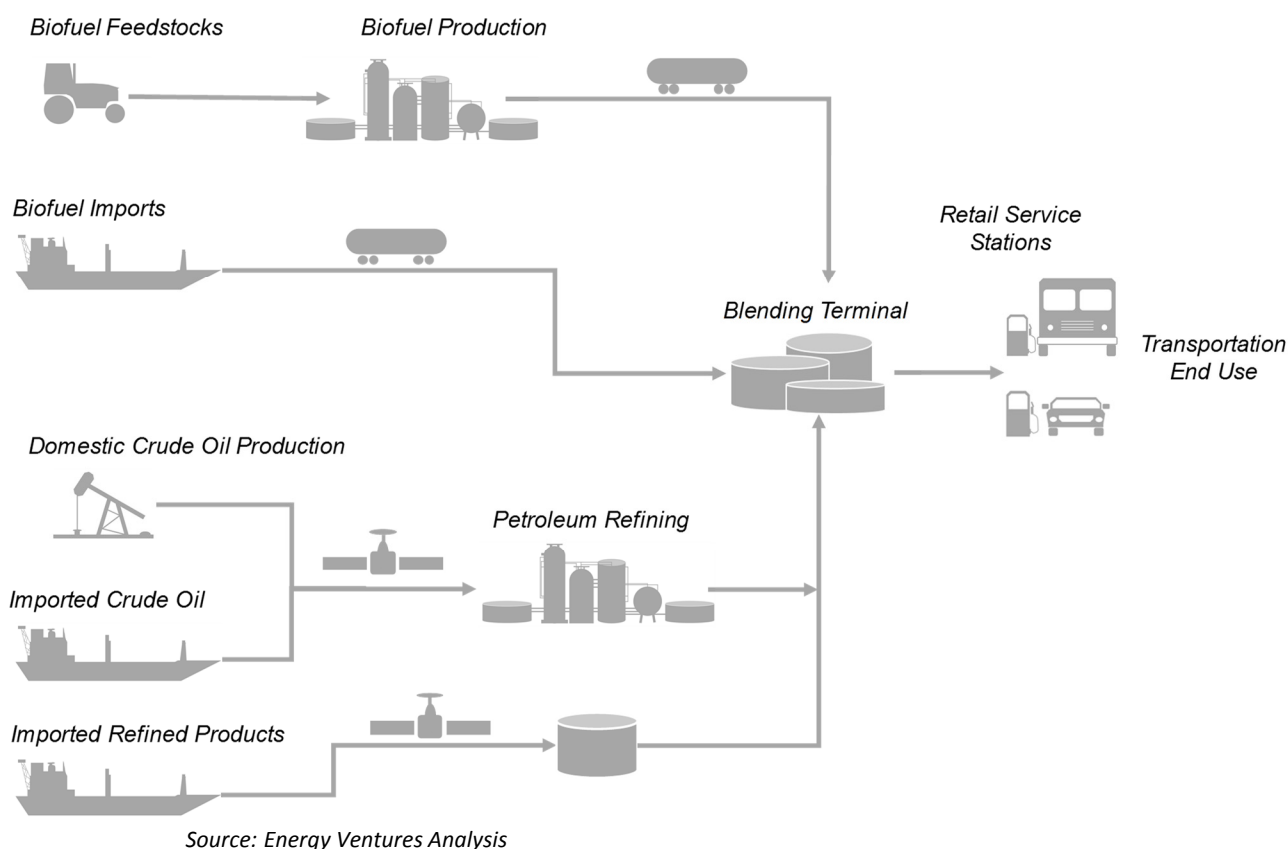 Biofuel Feedstocks
Biofuel Production
Biofuel Imports
Retail Service
Stations
Blending Terminal
Transportation
End Use
Domestic Crude Oil Production
Petroleum Refining
Imported Crude Oil
Imported Refined Products
Source: Energy Ventures Analysis